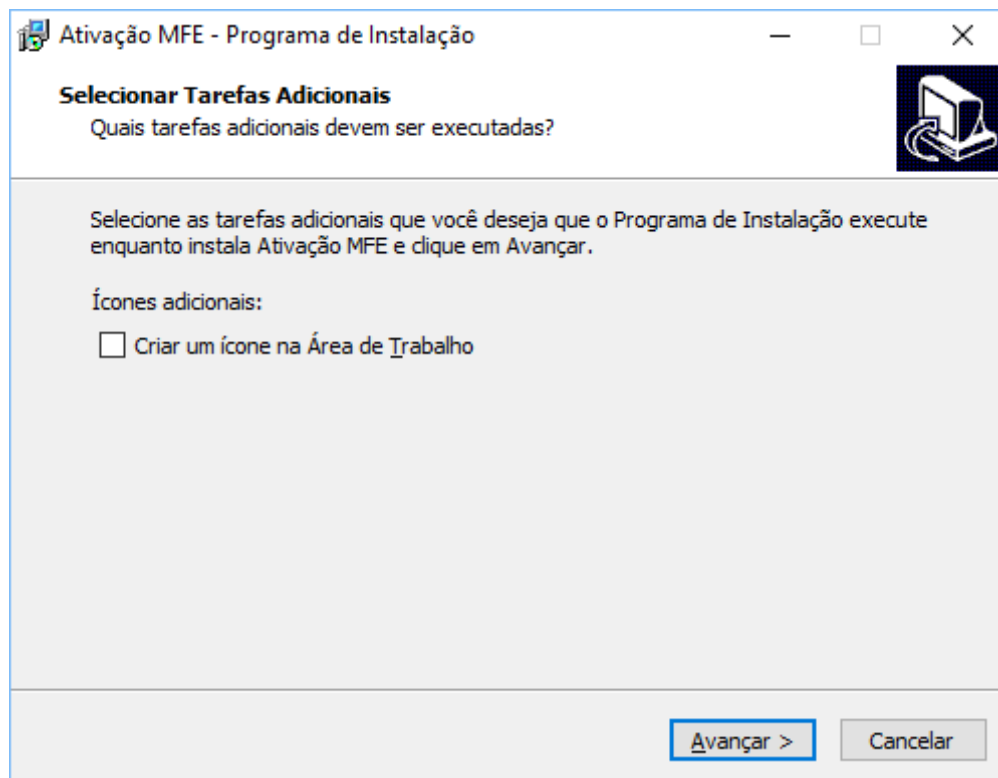 Ativação MFE - Programa de Instalação
Selecionar Tarefas Adicionais
Quais tarefas adicionais devem ser executadas?
Selecione as tarefas adicionais que você deseja que o Programa de Instalação execute
enquanto instala Ativação MFE e clique em Avançar.
Ícones adicionais:
Criar um ícone na Área de Trabalho
Avançar >
Cancelar